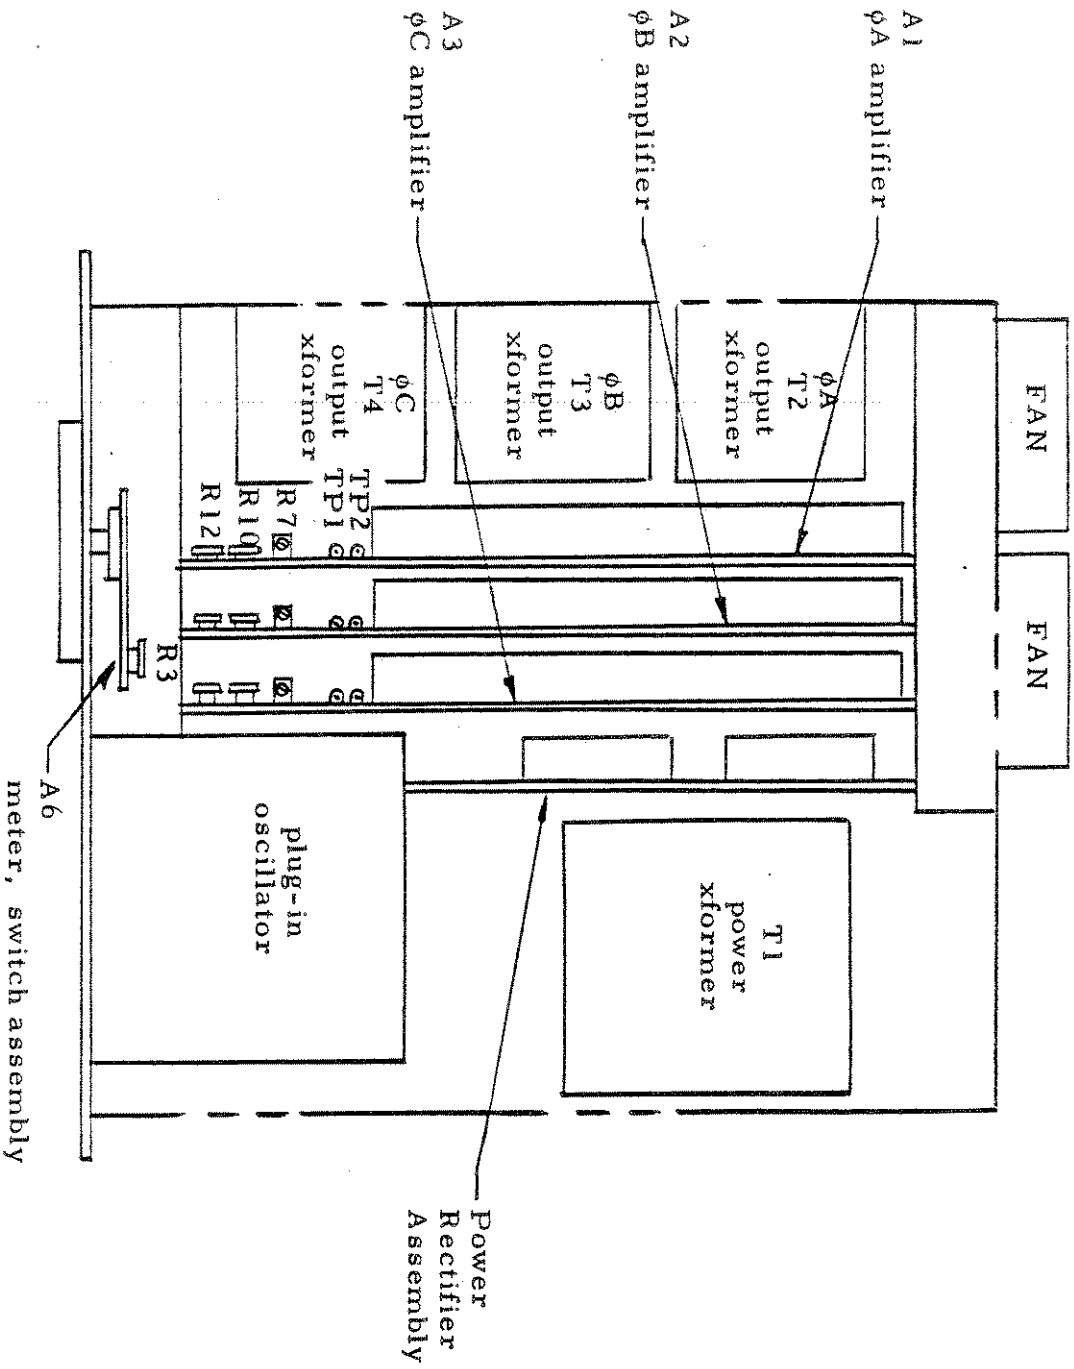 A1
φA amplifier
A2
φB amplifier
A3
φC amplifier
FAN
FAN
φA
T2
output
xformer
φB
T3
output
xformer
φC
T4
output
xformer
TP2
TP1
R7
R10
R12
R3
T1
power
xformer
plug-in
oscillator
Power
Rectifier
Assembly
A6
meter, switch assembly